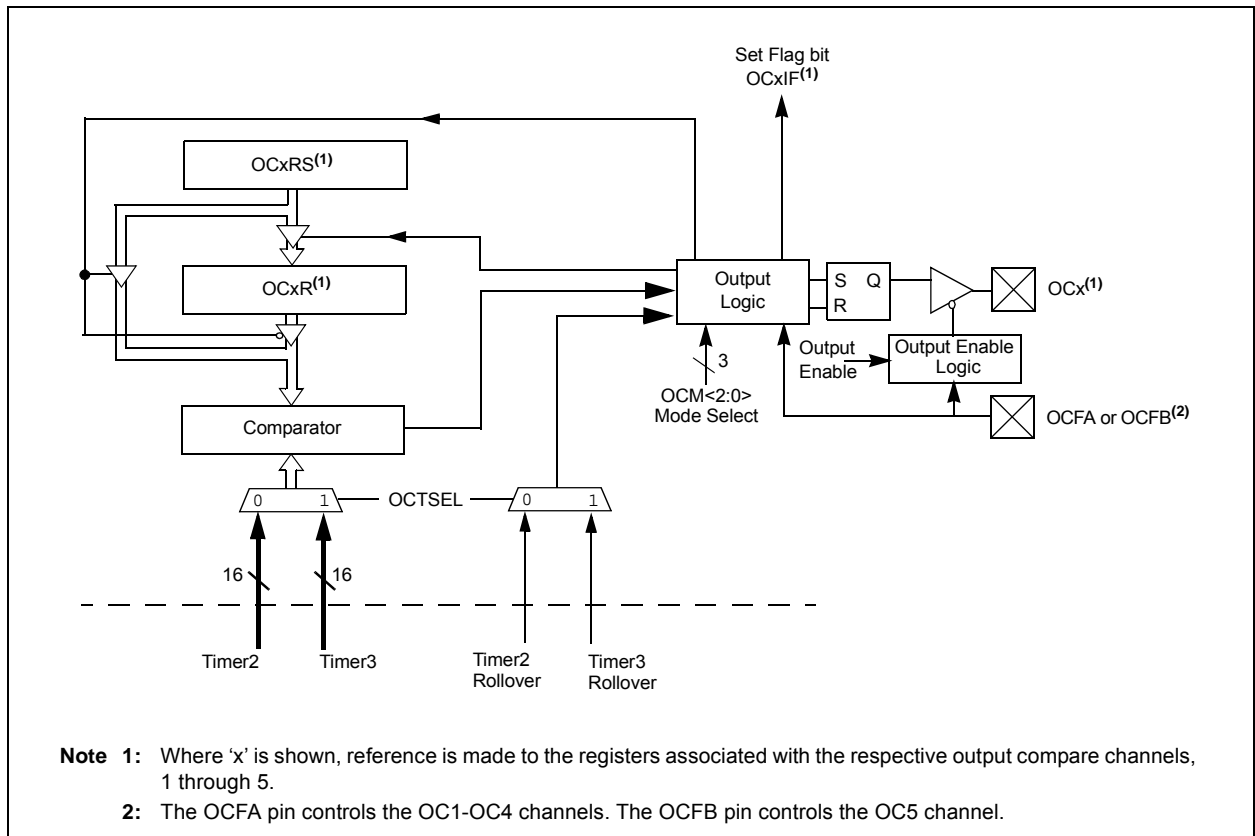 Set Flag bit
OCxIF(1)
OCxRS(1)
OCxR(1)
Output
Logic
S Q
R
OCx(1)
Output
Enable
Output Enable
Logic
3
OCM<2:0>
Mode Select
OCFA or OCFB(2)
Comparator
0 1
OCTSEL
0 1
16
16
Timer2
Timer3
Timer2
Rollover
Timer3
Rollover
Note 1: Where ‘x’ is shown, reference is made to the registers associated with the respective output compare channels,
1 through 5.
2: The OCFA pin controls the OC1-OC4 channels. The OCFB pin controls the OC5 channel.